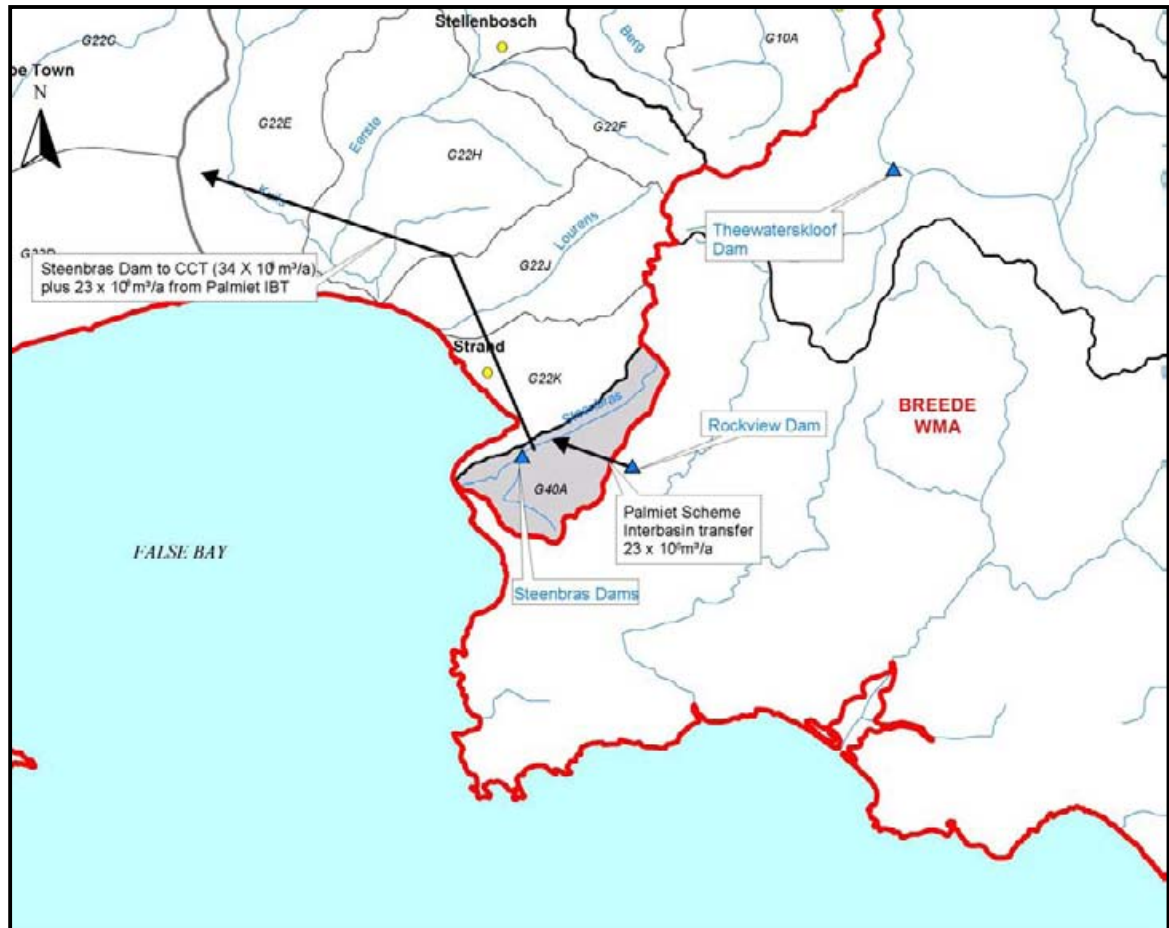 Stellenbosch
Berg
G10A
G22C
pe Town
N
G22E
Eerste
G22F
G22H
Theewaterskloof
Dam
Lourens
G22J
Steenbras Dam to CCT (34 X 10⁶ m³/a)
plus 23 x 10⁶m³/a from Palmiet IBT
Strand
G22K
Steenbras
BREEDE
WMA
Rockview Dam
G40A
Palmiet Scheme
Interbasin transfer
23 x 10⁶m³/a
FALSE BAY
Steenbras Dams